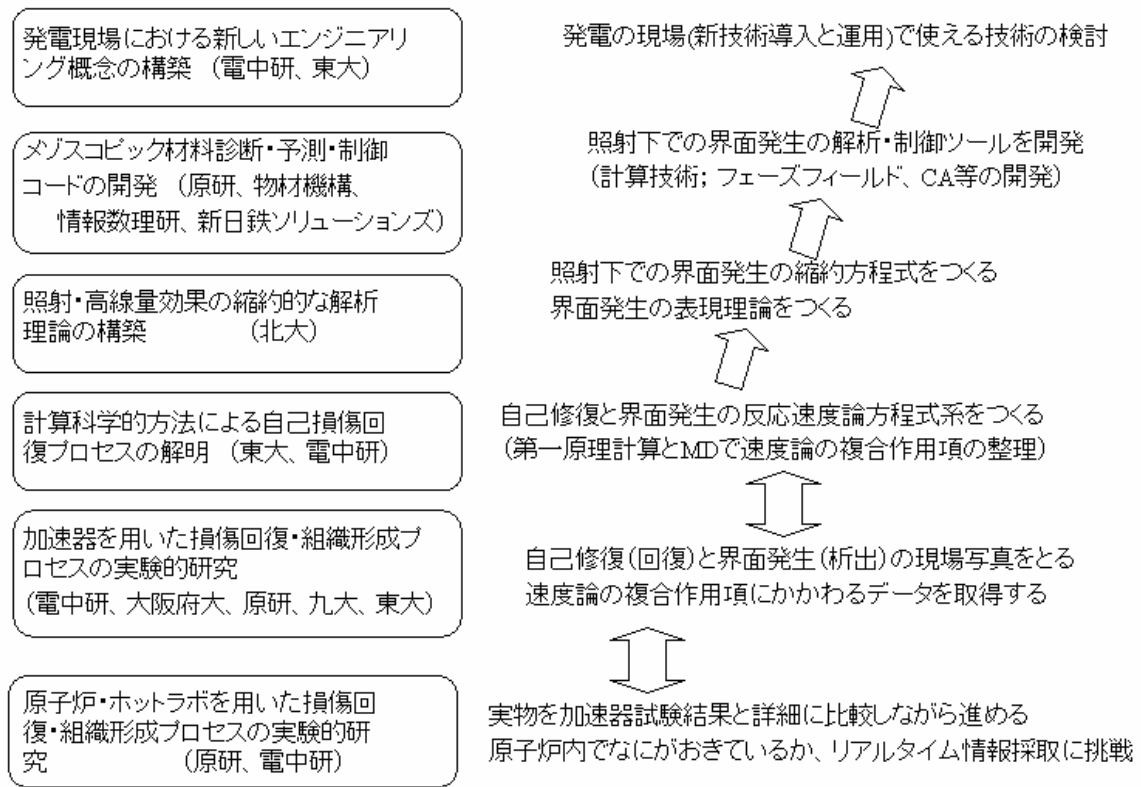 発電現場における新しいエンジニアリ
ング概念の構築 (電中研、東大)
発電の現場(新技術導入と運用)で使える技術の検討
メゾスコピック材料診断・予測・制御
コードの開発 (原研、物材機構、
情報数理研、新日鉄ソリューションズ)
照射下での界面発生の解析・制御ツールを開発
(計算技術; フェーズフィールド、CA等の開発)
照射・高線量効果の縮約的な解析
理論の構築 (北大)
照射下での界面発生の縮約方程式をつくる
界面発生の表現理論をつくる
計算科学的方法による自己損傷回
復プロセスの解明 (東大、電中研)
自己修復と界面発生の反応速度論方程式系をつくる
(第一原理計算とMDで速度論の複合作用項の整理)
加速器を用いた損傷回復・組織形成プ
ロセスの実験的研究
(電中研、大阪府大、原研、九大、東大)
自己修復(回復)と界面発生(析出)の現場写真をとる
速度論の複合作用項にかかわるデータを取得する
原子炉・ホットラボを用いた損傷回
復・組織形成プロセスの実験的研
究 (原研、電中研)
実物を加速器試験結果と詳細に比較しながら進める
原子炉内でなにがおきているか、リアルタイム情報採取に挑戦